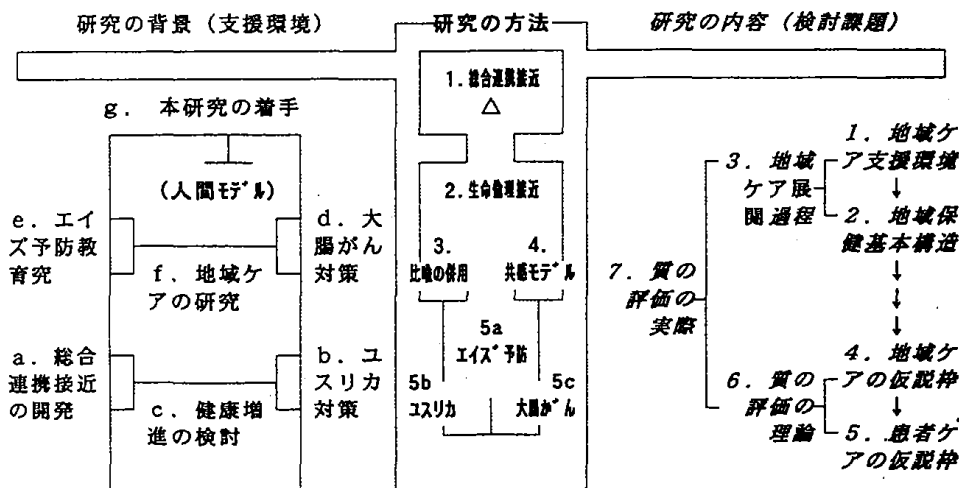 研究の背景（支援環境）
研究の方法
研究の内容（検討課題）
g． 本研究の着手
（人間ﾓﾃﾞﾙ）
e．エイ
ズ予防教
育究
d．大
腸がん
対策
f．地域ケ
アの研究
a．総合
連携接近
の開発
b．ユ
スリカ
対策
c．健康増
進の検討
1．総合連携接近
△
2．生命倫理接近
3．
比喩の併用
4．
共感モデル
5a
ｴｲｽﾞ予防
5b
ユスリカ
5c
大腸がん
1．地域ケ
ア支援環境
↓
2．地域保
健基本構造
↓
↓
↓
3．地域
ケア展
開過程
4．地域ケ
アの仮説枠
↓
5．．患者ケ
アの仮説枠
6．質の
評価の
理論
7．質の
評価の
実際